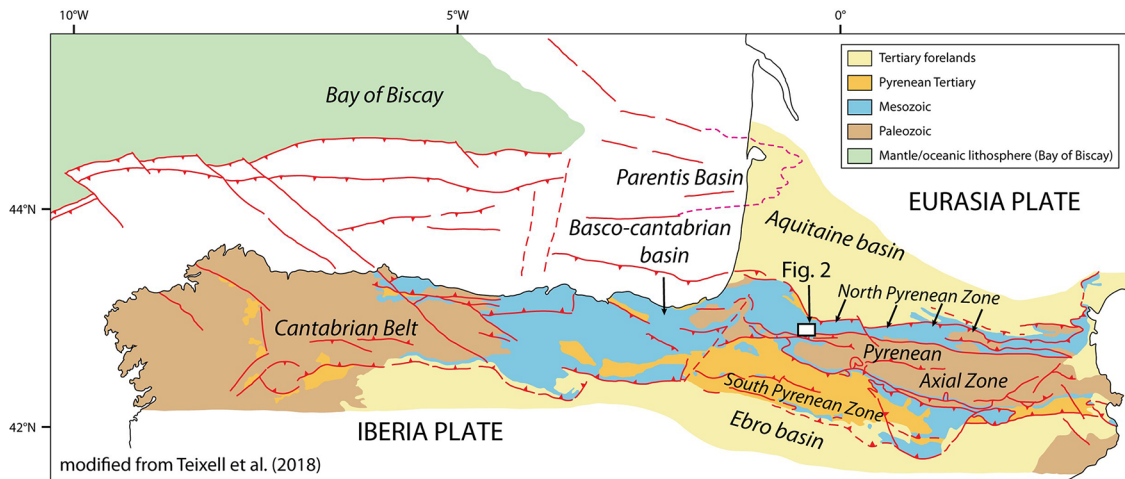 10°W
5°W
0°
Tertiary forelands
Pyrenean Tertiary
Mesozoic
Paleozoic
Mantle/oceanic lithosphere (Bay of Biscay)
Bay of Biscay
Parentis Basin
EURASIA PLATE
44°N
Basco-cantabrian
basin
Aquitaine basin
Fig. 2
North Pyrenean Zone
Cantabrian Belt
Pyrenean
Axial Zone
South Pyrenean Zone
Ebro basin
42°N
IBERIA PLATE
modified from Teixell et al. (2018)